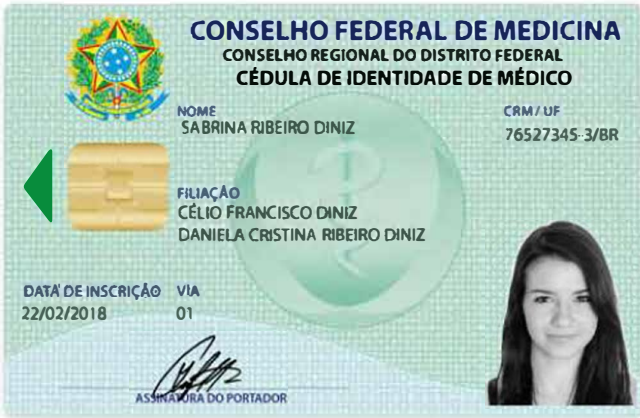 CONSELHO FEDERAL DE MEDICINA
CONSELHO REGIONAL DO DISTRITO FEDERAL
CÉDULA DE IDENTIDADE DE MÉDICO
NOME
SABRINA RIBEIRO DINIZ
CRM / UF
76527345-3/BR
FILIAÇÃO
CÉLIO FRANCISCO DINIZ
DANIELA CRISTINA RIBEIRO DINIZ
DATA DE INSCRIÇÃO VIA
22/02/2018 01
ASSINATURA DO PORTADOR